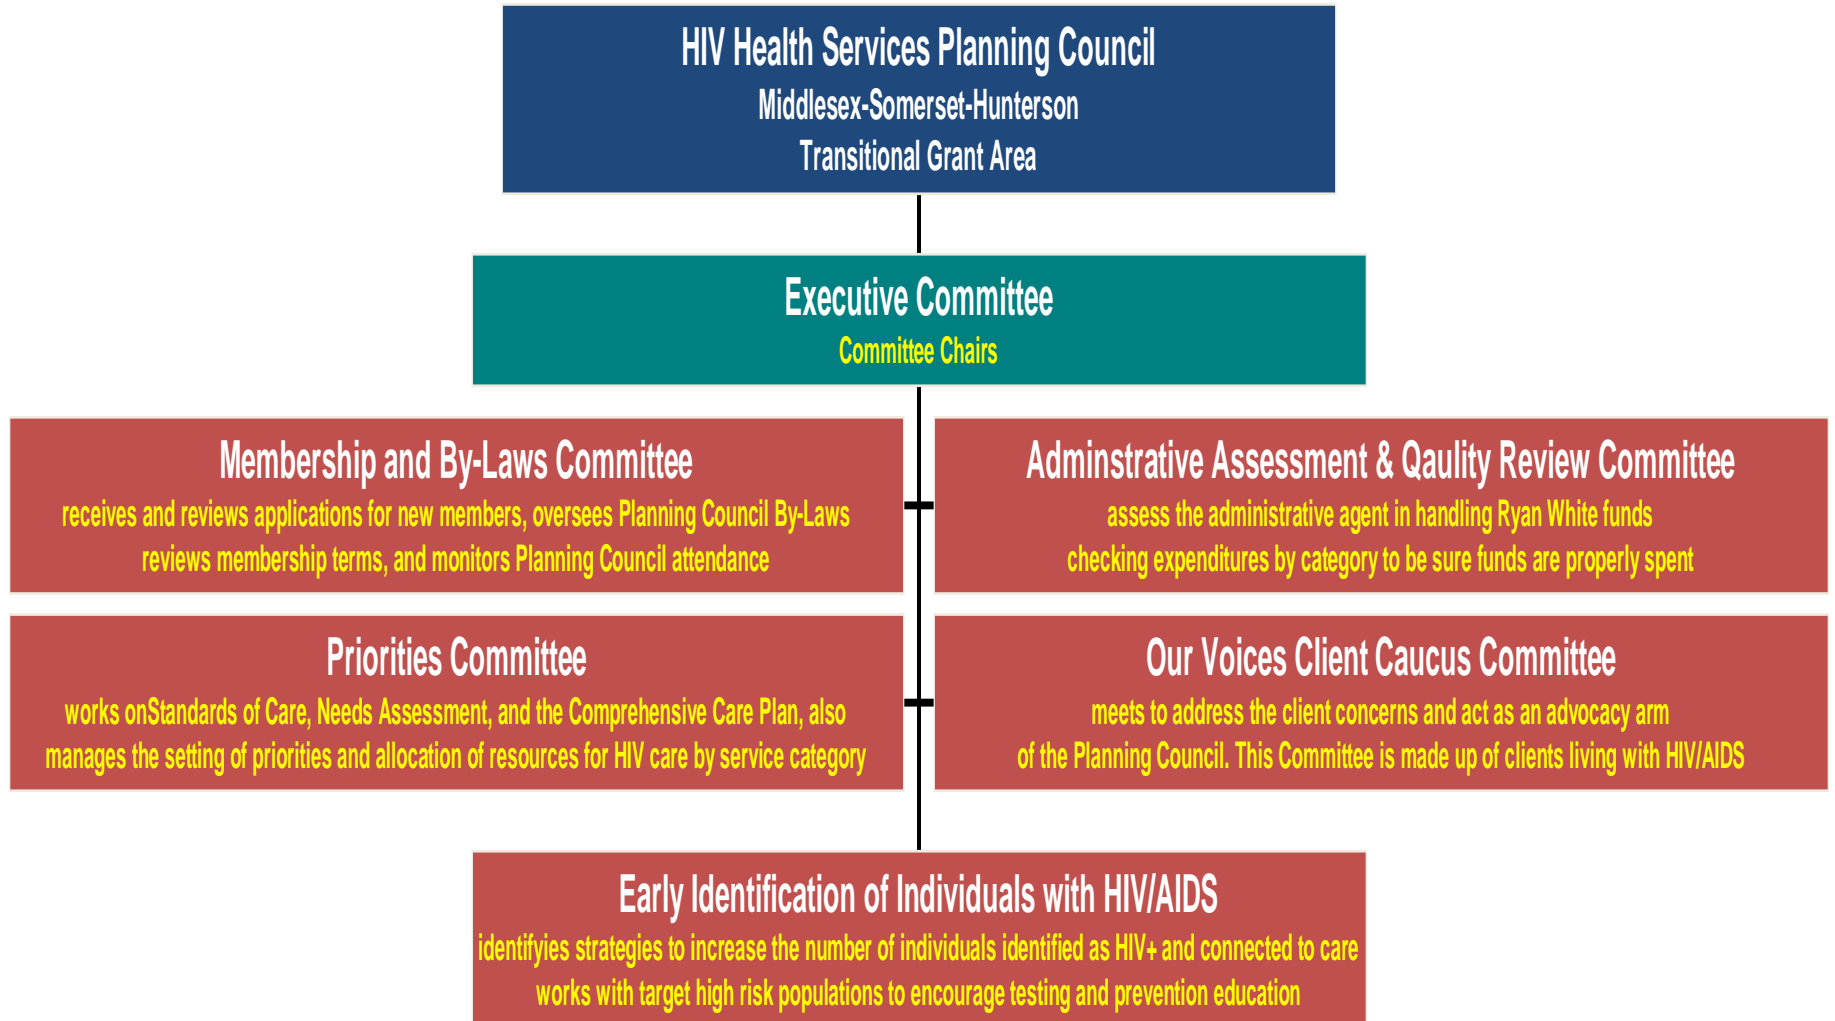 HIV Health Services Planning Council
Middlesex-Somerset-Hunterson
Transitional Grant Area
Executive Committee
Committee Chairs
Membership and By-Laws Committee
receives and reviews applications for new members, oversees Planning Council By-Laws
reviews membership terms, and monitors Planning Council attendance
Adminstrative Assessment & Qaulity Review Committee
assess the administrative agent in handling Ryan White funds
checking expenditures by category to be sure funds are properly spent
Priorities Committee
works onStandards of Care, Needs Assessment, and the Comprehensive Care Plan, also
manages the setting of priorities and allocation of resources for HIV care by service category
Our Voices Client Caucus Committee
meets to address the client concerns and act as an advocacy arm
of the Planning Council. This Committee is made up of clients living with HIV/AIDS
Early Identification of Individuals with HIV/AIDS
identifyies strategies to increase the number of individuals identified as HIV+ and connected to care
works with target high risk populations to encourage testing and prevention education